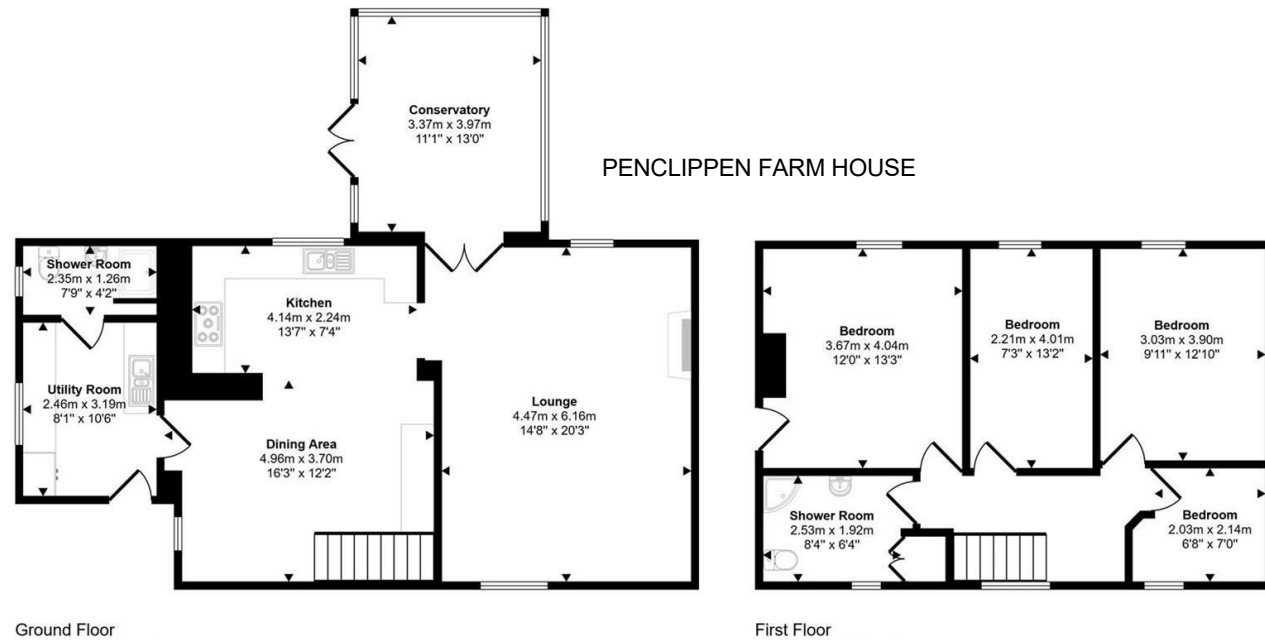 Conservatory
3.37m x 3.97m
11'1" x 13'0"
PENCLIPPEN FARM HOUSE
Shower Room
2.35m x 1.26m
7'9" x 4'2"
Kitchen
4.14m x 2.24m
13'7" x 7'4"
Utility Room
2.46m x 3.19m
8'1" x 10'6"
Dining Area
4.96m x 3.70m
16'3" x 12'2"
Lounge
4.47m x 6.16m
14'8" x 20'3"
Bedroom
3.67m x 4.04m
12'0" x 13'3"
Bedroom
2.21m x 4.01m
7'3" x 13'2"
Bedroom
3.03m x 3.90m
9'11" x 12'10"
Shower Room
2.53m x 1.92m
8'4" x 6'4"
Bedroom
2.03m x 2.14m
6'8" x 7'0"
Ground Floor
First Floor